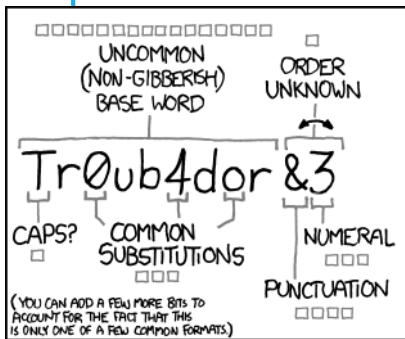 UNCOMMON
(NON-GIBBERISH)
BASE WORD
ORDER
UNKNOWN
Tr0ub4dor &3
CAPS?
COMMON
SUBSTITUTIONS
NUMERAL
PUNCTUATION
(YOU CAN ADD A FEW MORE BITS TO
ACCOUNT FOR THE FACT THAT THIS
IS ONLY ONE OF A FEW COMMON FORMATS.)